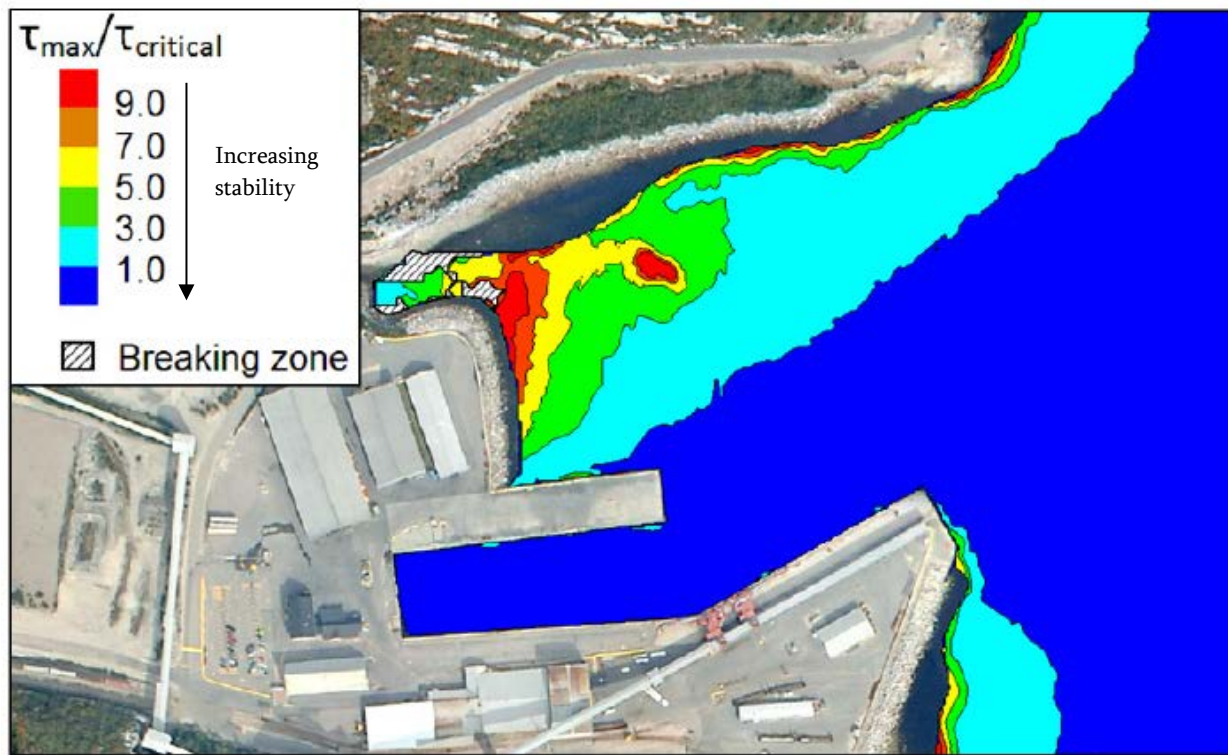 τmax/τcritical
9.0
7.0
5.0
3.0
1.0
Increasing
stability
Breaking zone